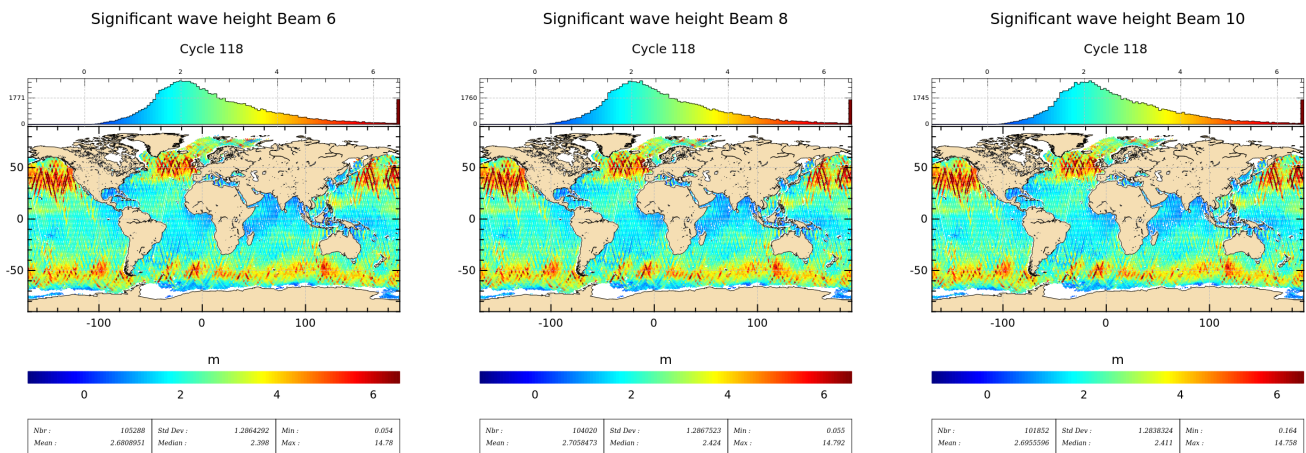 Significant wave height Beam 6
Cycle 118
0 2 4 6
1771
0
50
0
-50
-100 0 100
m
0 2 4 6
Nbr : 105288 Std Dev : 1.2864292 Min : 0.054
Mean : 2.6808951 Median : 2.398 Max : 14.78
Significant wave height Beam 8
Cycle 118
0 2 4 6
1760
0
50
0
-50
-100 0 100
m
0 2 4 6
Nbr : 104020 Std Dev : 1.2867523 Min : 0.055
Mean : 2.7058473 Median : 2.424 Max : 14.792
Significant wave height Beam 10
Cycle 118
0 2 4 6
1745
0
50
0
-50
-100 0 100
m
0 2 4 6
Nbr : 101852 Std Dev : 1.2838324 Min : 0.164
Mean : 2.6955596 Median : 2.411 Max : 14.758